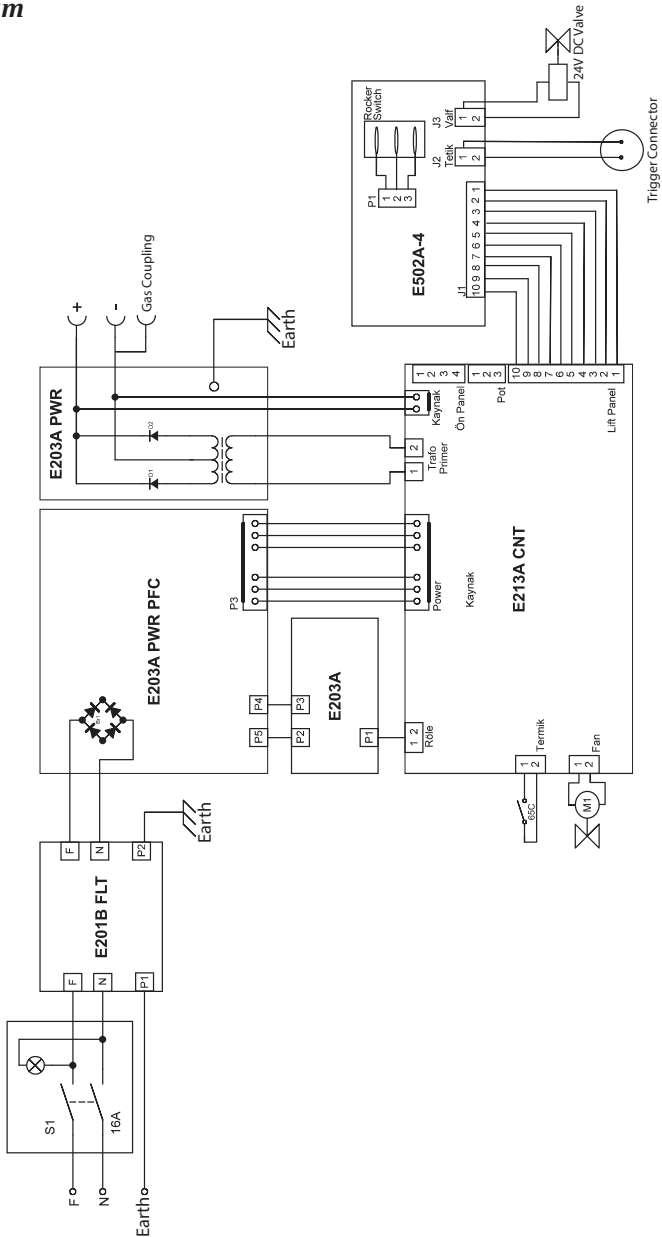 m
F
N
Earth
S1
16A
F
N
P1
E201B FLT
F
N
P2
Earth
Br1
E203A PWR PFC
P5
P4
P3
P2
P3
E203A
P1
E203A PWR
D1
D2
+
-
Gas Coupling
Earth
1 2
Röle
Power
Kaynak
1 2
Trafo
Primer
Kaynak
E213A CNT
1 2
Termik
65C
1 2
Fan
M1
1 2 3 4
Ön Panel
1 2 3
Pot
10 9 8 7 6 5 4 3 2 1
Lift Panel
E502A-4
J1
10 9 8 7 6 5 4 3 2 1
P1
1 2 3
Rocker
Switch
J2
Tetik
1 2
J3
Valf
1 2
24V DC Valve
Trigger Connector